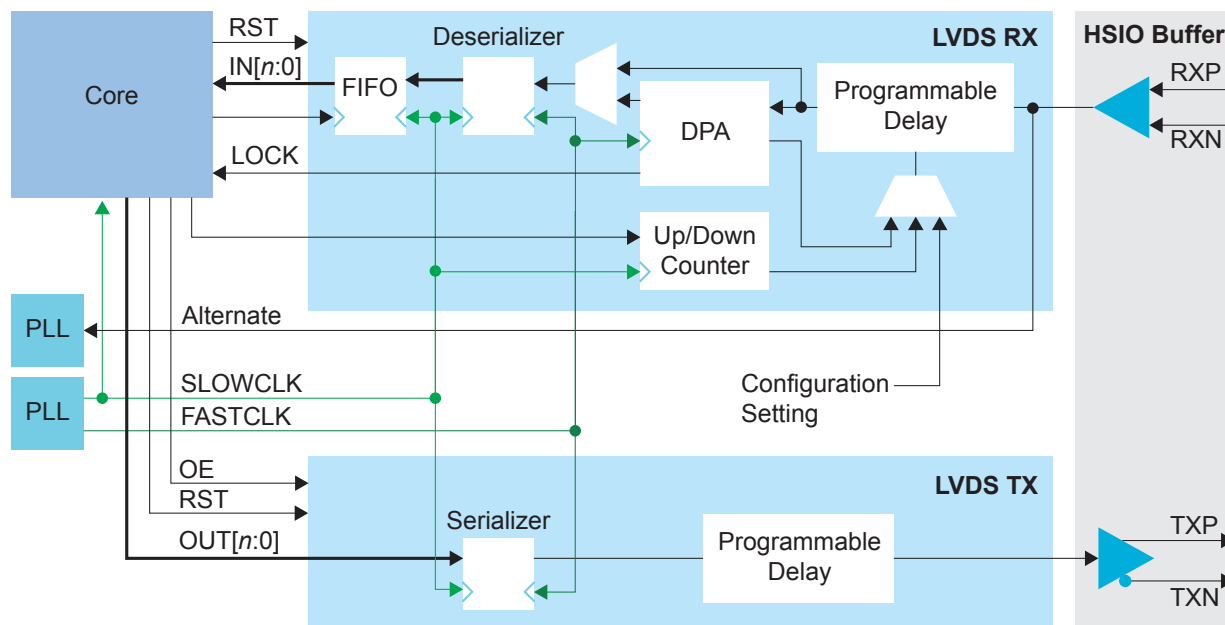 RST
Deserializer
LVDS RX
HSIO Buffer
IN[n:0]
RXP
Core
FIFO
Programmable
Delay
DPA
RXN
LOCK
Up/Down
Counter
Alternate
PLL
SLOWCLK
Configuration
Setting
PLL
FASTCLK
OE
LVDS TX
RST
Serializer
TXP
OUT[n:0]
Programmable
Delay
TXN